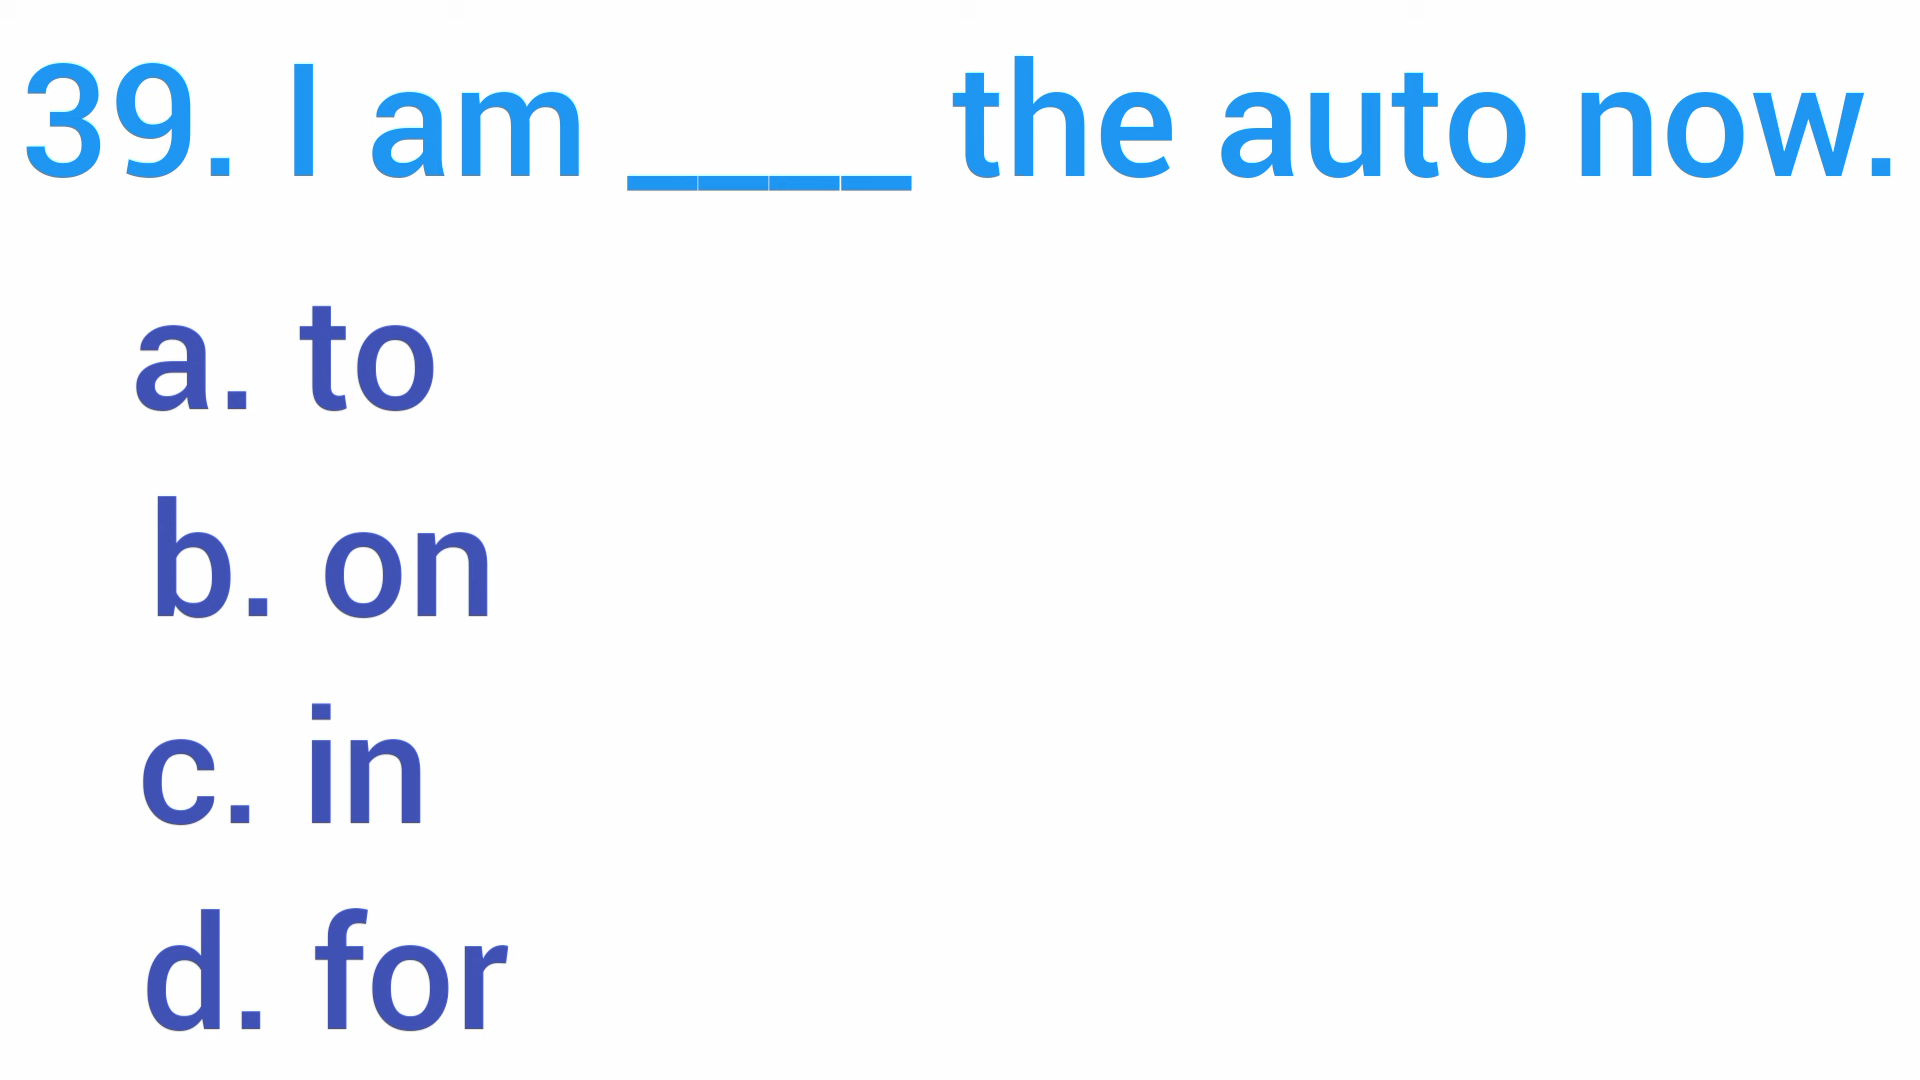 39. I am ____ the auto now.
a. to
b. on
c. in
d. for